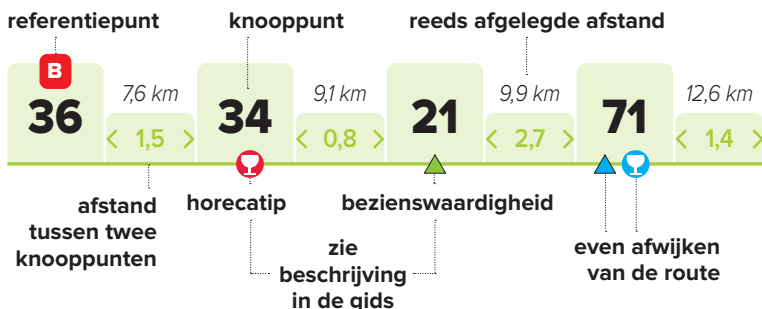 referentiepunt knooppunt reeds afgelegde afstand
B
36 7,6 km 34 9,1 km 21 9,9 km 71 12,6 km
< 1,5 > < 0,8 > < 2,7 > < 1,4 >
afstand
tussen twee
knooppunten
horecatip
bezienswaardigheid
zie
beschrijving
in de gids
even afwijken
van de route